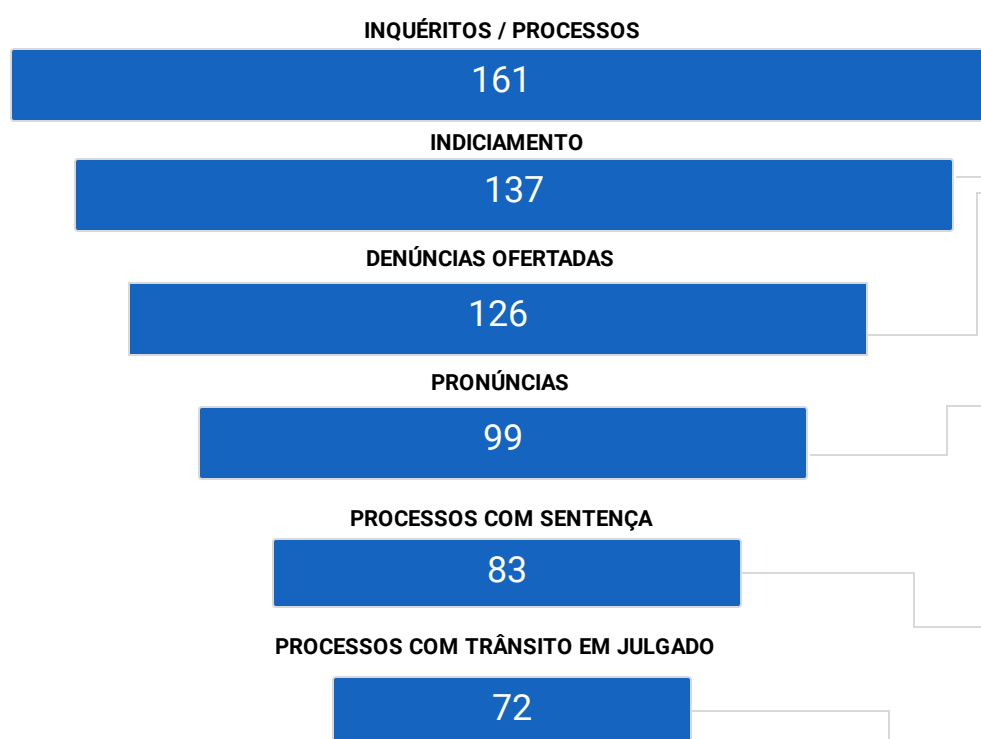 INQUÉRITOS / PROCESSOS
161
INDICIAMENTO
137
DENÚNCIAS OFERTADAS
126
PRONÚNCIAS
99
PROCESSOS COM SENTENÇA
83
PROCESSOS COM TRÂNSITO EM JULGADO
72